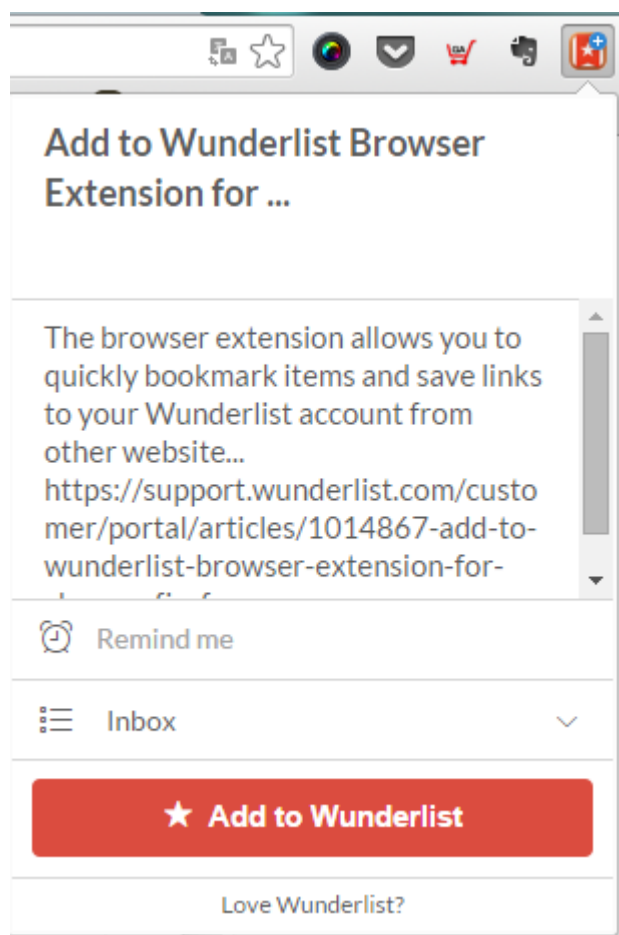 Add to Wunderlist Browser
Extension for ...
The browser extension allows you to
quickly bookmark items and save links
to your Wunderlist account from
other website...
https://support.wunderlist.com/custo
mer/portal/articles/1014867-add-to-
wunderlist-browser-extension-for-
Remind me
Inbox
Add to Wunderlist
Love Wunderlist?